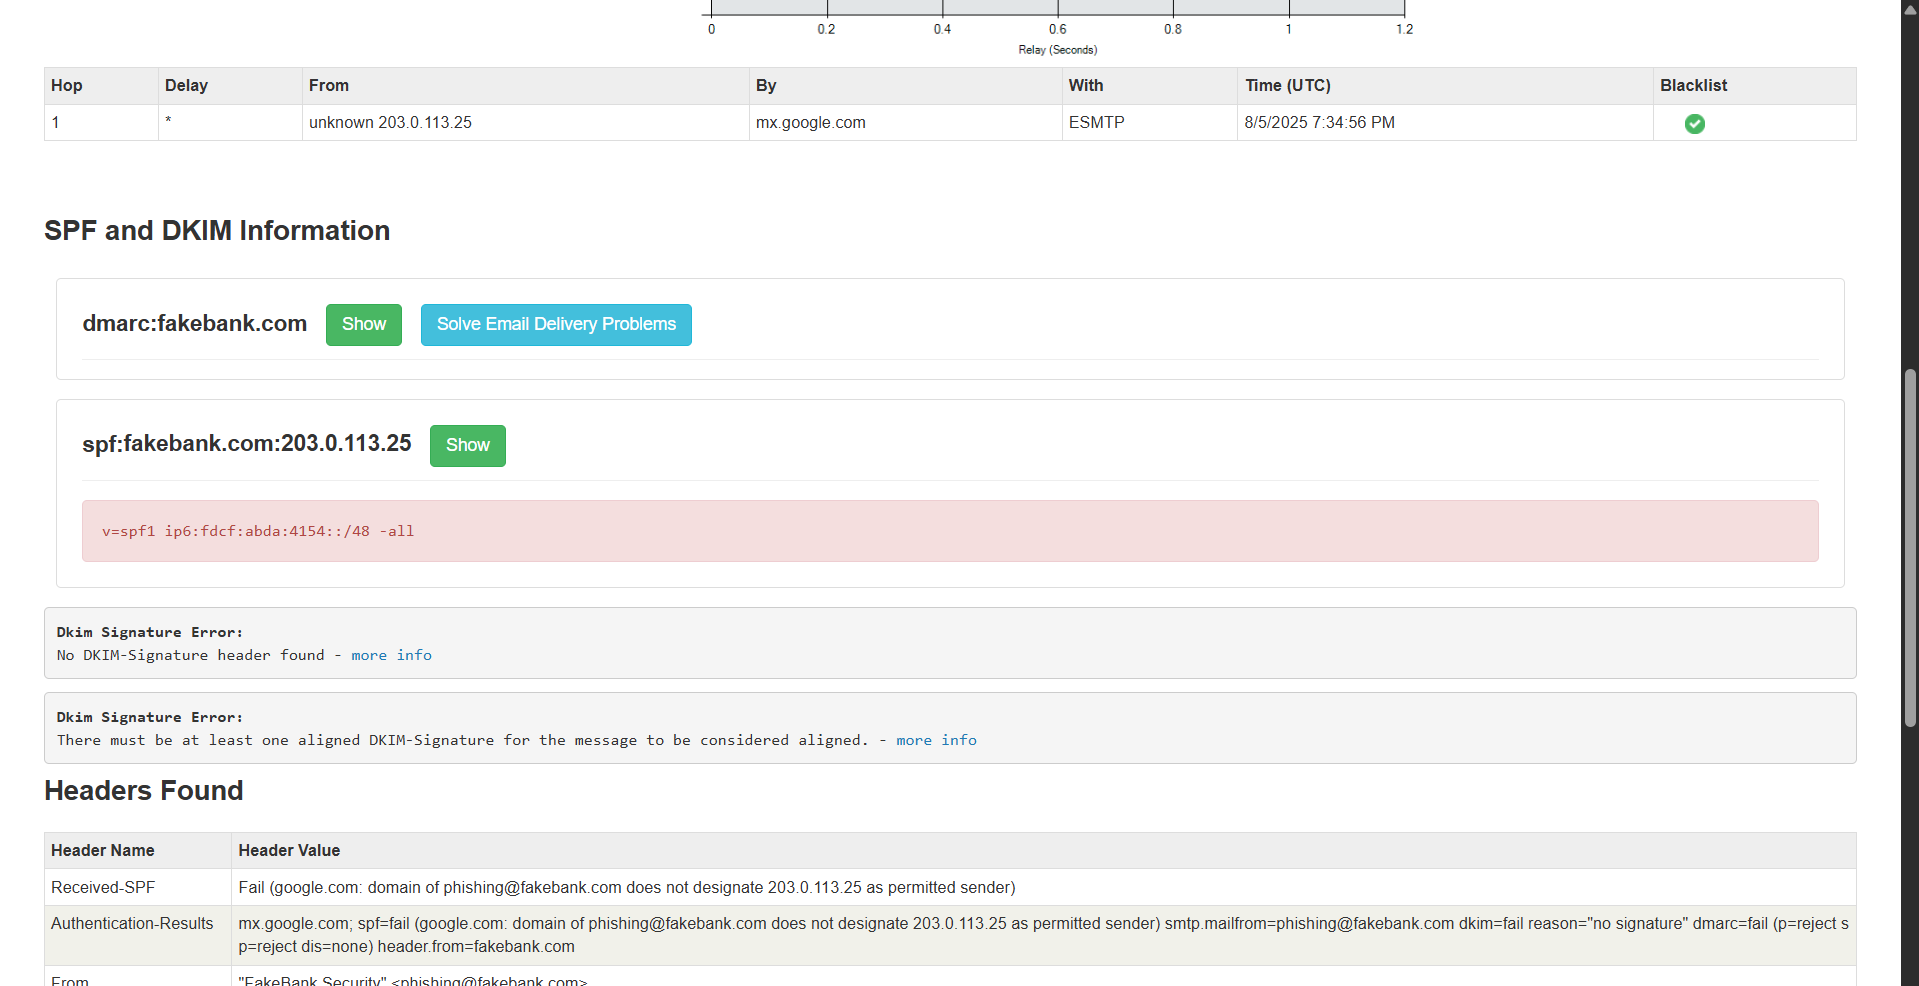 0 0.2 0.4 0.6 0.8 1 1.2
Relay (Seconds)
Hop Delay From By With Time (UTC) Blacklist
1 * unknown 203.0.113.25 mx.google.com ESMTP 8/5/2025 7:34:56 PM
SPF and DKIM Information
dmarc:fakebank.com Show Solve Email Delivery Problems
spf:fakebank.com:203.0.113.25 Show
v=spf1 ip6:fdcf:abda:4154::/48 -all
Dkim Signature Error:
No DKIM-Signature header found - more info
Dkim Signature Error:
There must be at least one aligned DKIM-Signature for the message to be considered aligned. - more info
Headers Found
Header Name Header Value
Received-SPF Fail (google.com: domain of phishing@fakebank.com does not designate 203.0.113.25 as permitted sender)
Authentication-Results mx.google.com; spf=fail (google.com: domain of phishing@fakebank.com does not designate 203.0.113.25 as permitted sender) smtp.mailfrom=phishing@fakebank.com dkim=fail reason="no signature" dmarc=fail (p=reject s
p=reject dis=none) header.from=fakebank.com
From "FakeBank Security" <phishing@fakebank.com>